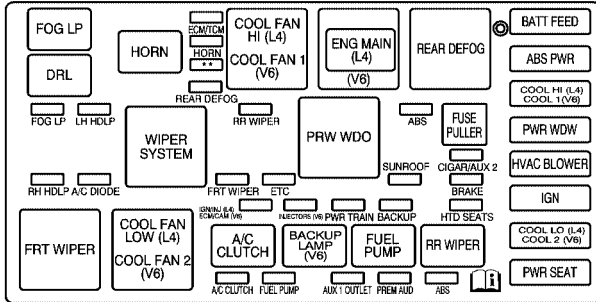 FOG LP
DRL
HORN
ECM/TCM
HORN
**
REAR DEFOG
COOL FAN
HI (L4)
COOL FAN 1
(V6)
ENG MAIN
(L4)
(V6)
REAR DEFOG
BATT FEED
ABS PWR
COOL HI (L4)
COOL 1(V6)
PWR WDW
HVAC BLOWER
IGN
COOL LO (L4)
COOL 2 (V6)
PWR SEAT
FOG LP
LH HDLP
WIPER
SYSTEM
RR WIPER
PRW WDO
ABS
FUSE
PULLER
CIGAR/AUX 2
SUNROOF
BRAKE
HTD SEATS
RH HDLP
A/C DIODE
FRT WIPER
ETC
IGN/INJ (L4)
ECM/CAM (V6)
INJECTORS (V6)
PWR TRAIN
BACKUP
FRT WIPER
COOL FAN
LOW (L4)
COOL FAN 2
(V6)
A/C
CLUTCH
BACKUP
LAMP
(V6)
FUEL
PUMP
RR WIPER
A/C CLUTCH
FUEL PUMP
AUX 1 OUTLET
PREM AUD
ABS